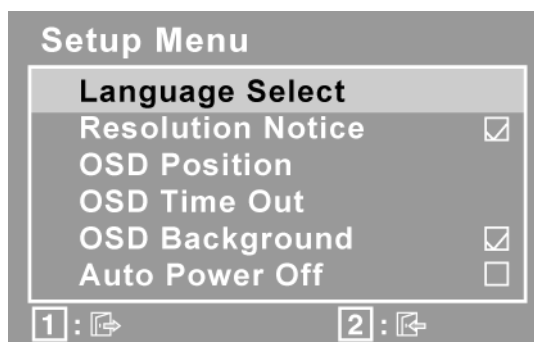 Setup Menu
Language Select
Resolution Notice
OSD Position
OSD Time Out
OSD Background
Auto Power Off
1 : 2 :